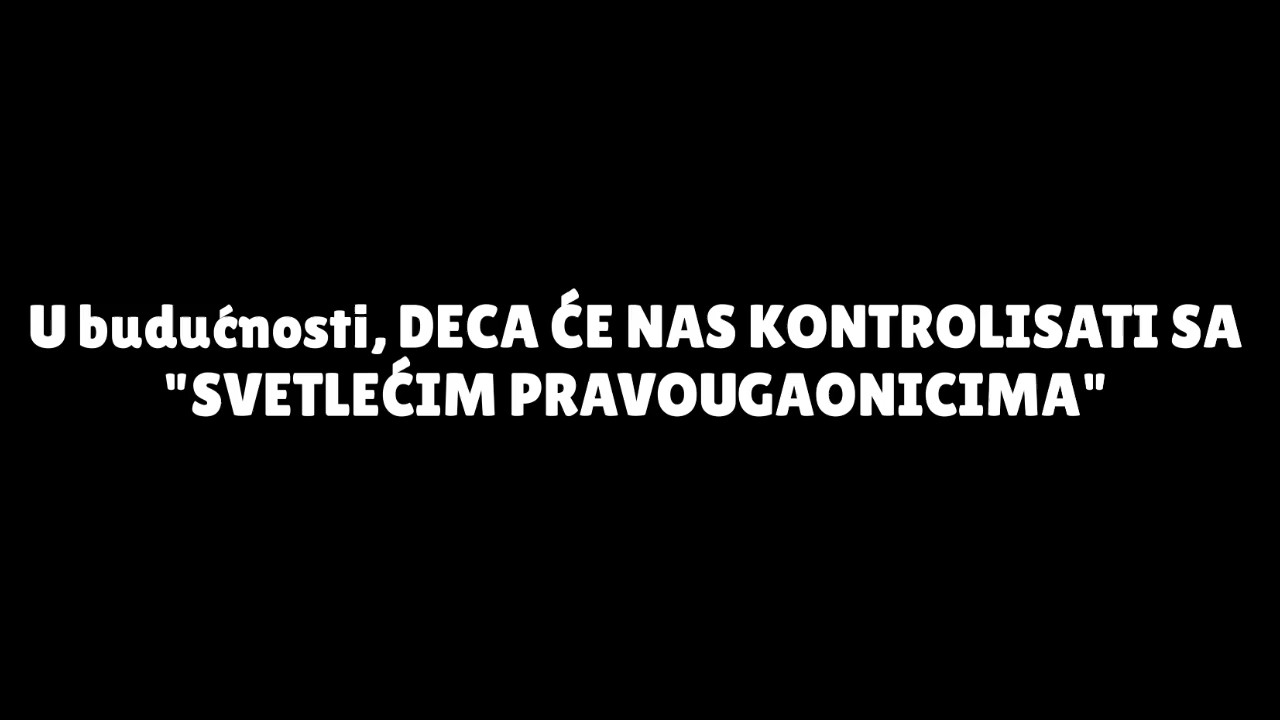 U budućnosti, DECA ĆE NAS KONTROLISATI SA
"SVETLEĆIM PRAVOUGAONICIMA"